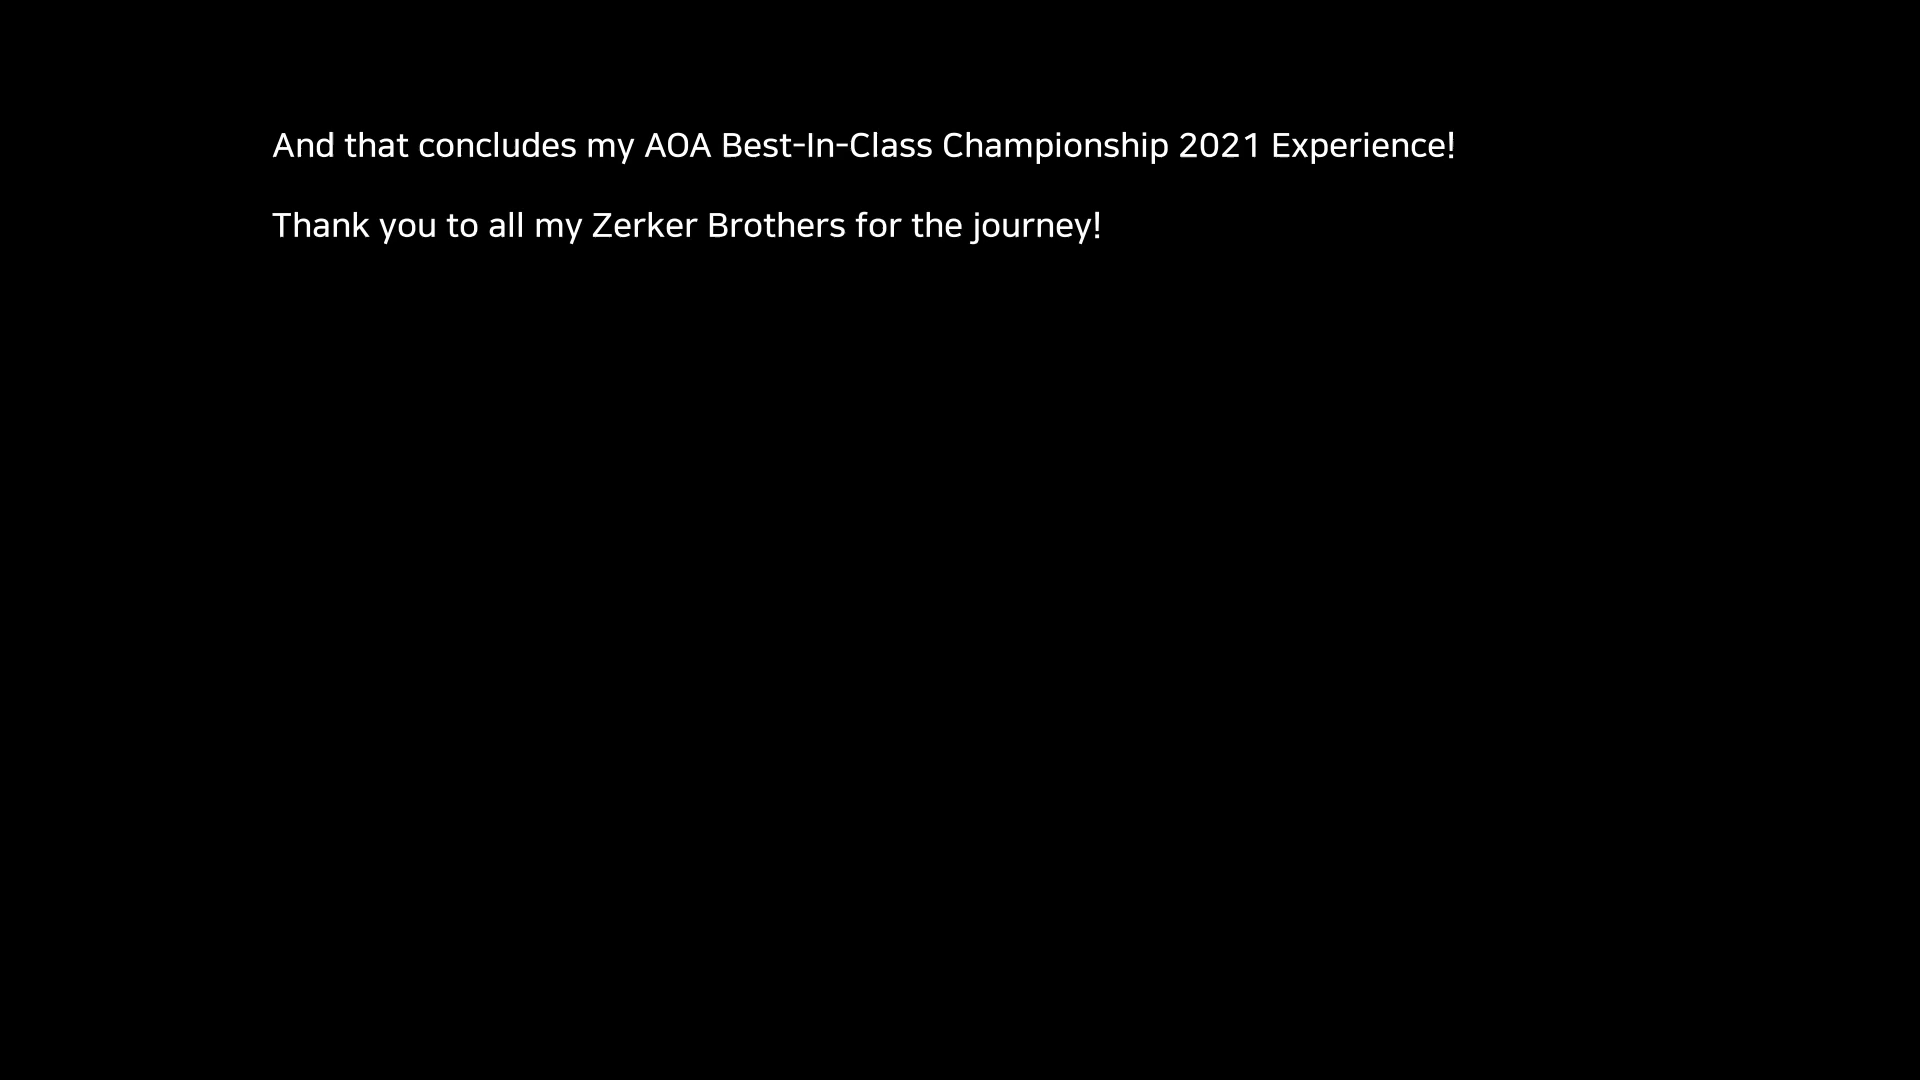 And that concludes my AOA Best-In-Class Championship 2021 Experience!
Thank you to all my Zerker Brothers for the journey!